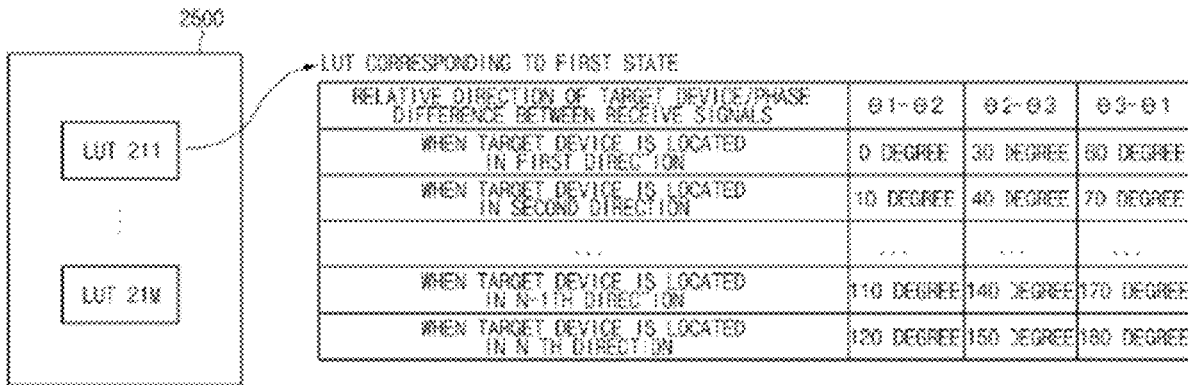 2600
LUT 211
LUT 21M
LUT CORRESPONDING TO FIRST STATE
RELATIVE DIRECTION OF TARGET DEVICE/PHASE DIFFERENCE BETWEEN RECEIVE SIGNALS
θ1-θ2
θ2-θ3
θ3-θ1
WHEN TARGET DEVICE IS LOCATED
IN FIRST DIRECTION
0 DEGREE
30 DEGREE
60 DEGREE
WHEN TARGET DEVICE IS LOCATED
IN SECOND DIRECTION
10 DEGREE
40 DEGREE
70 DEGREE
...
...
...
...
WHEN TARGET DEVICE IS LOCATED
IN N-1TH DIRECTION
110 DEGREE
140 DEGREE
170 DEGREE
WHEN TARGET DEVICE IS LOCATED
IN N TH DIRECTION
120 DEGREE
150 DEGREE
180 DEGREE